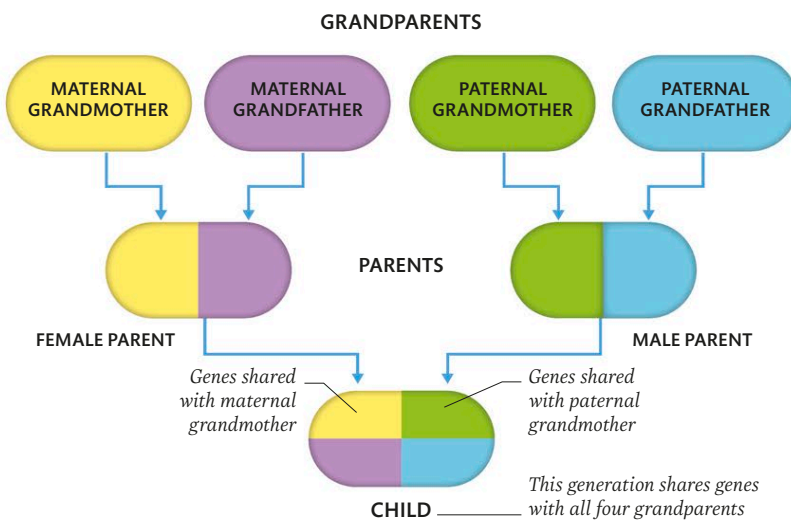 GRANDPARENTS
MATERNAL
GRANDMOTHER
MATERNAL
GRANDFATHER
PATERNAL
GRANDMOTHER
PATERNAL
GRANDFATHER
PARENTS
FEMALE PARENT
MALE PARENT
Genes shared
with maternal
grandmother
Genes shared
with paternal
grandmother
CHILD
This generation shares genes
with all four grandparents